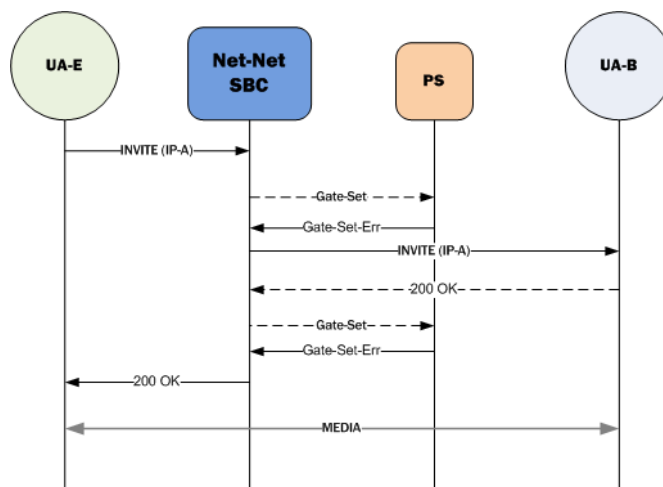 UA-E
Net-Net
SBC
PS
UA-B
INVITE (IP-A)
Gate-Set
Gate-Set-Err
INVITE (IP-A)
200 OK
Gate-Set
Gate-Set-Err
200 OK
MEDIA